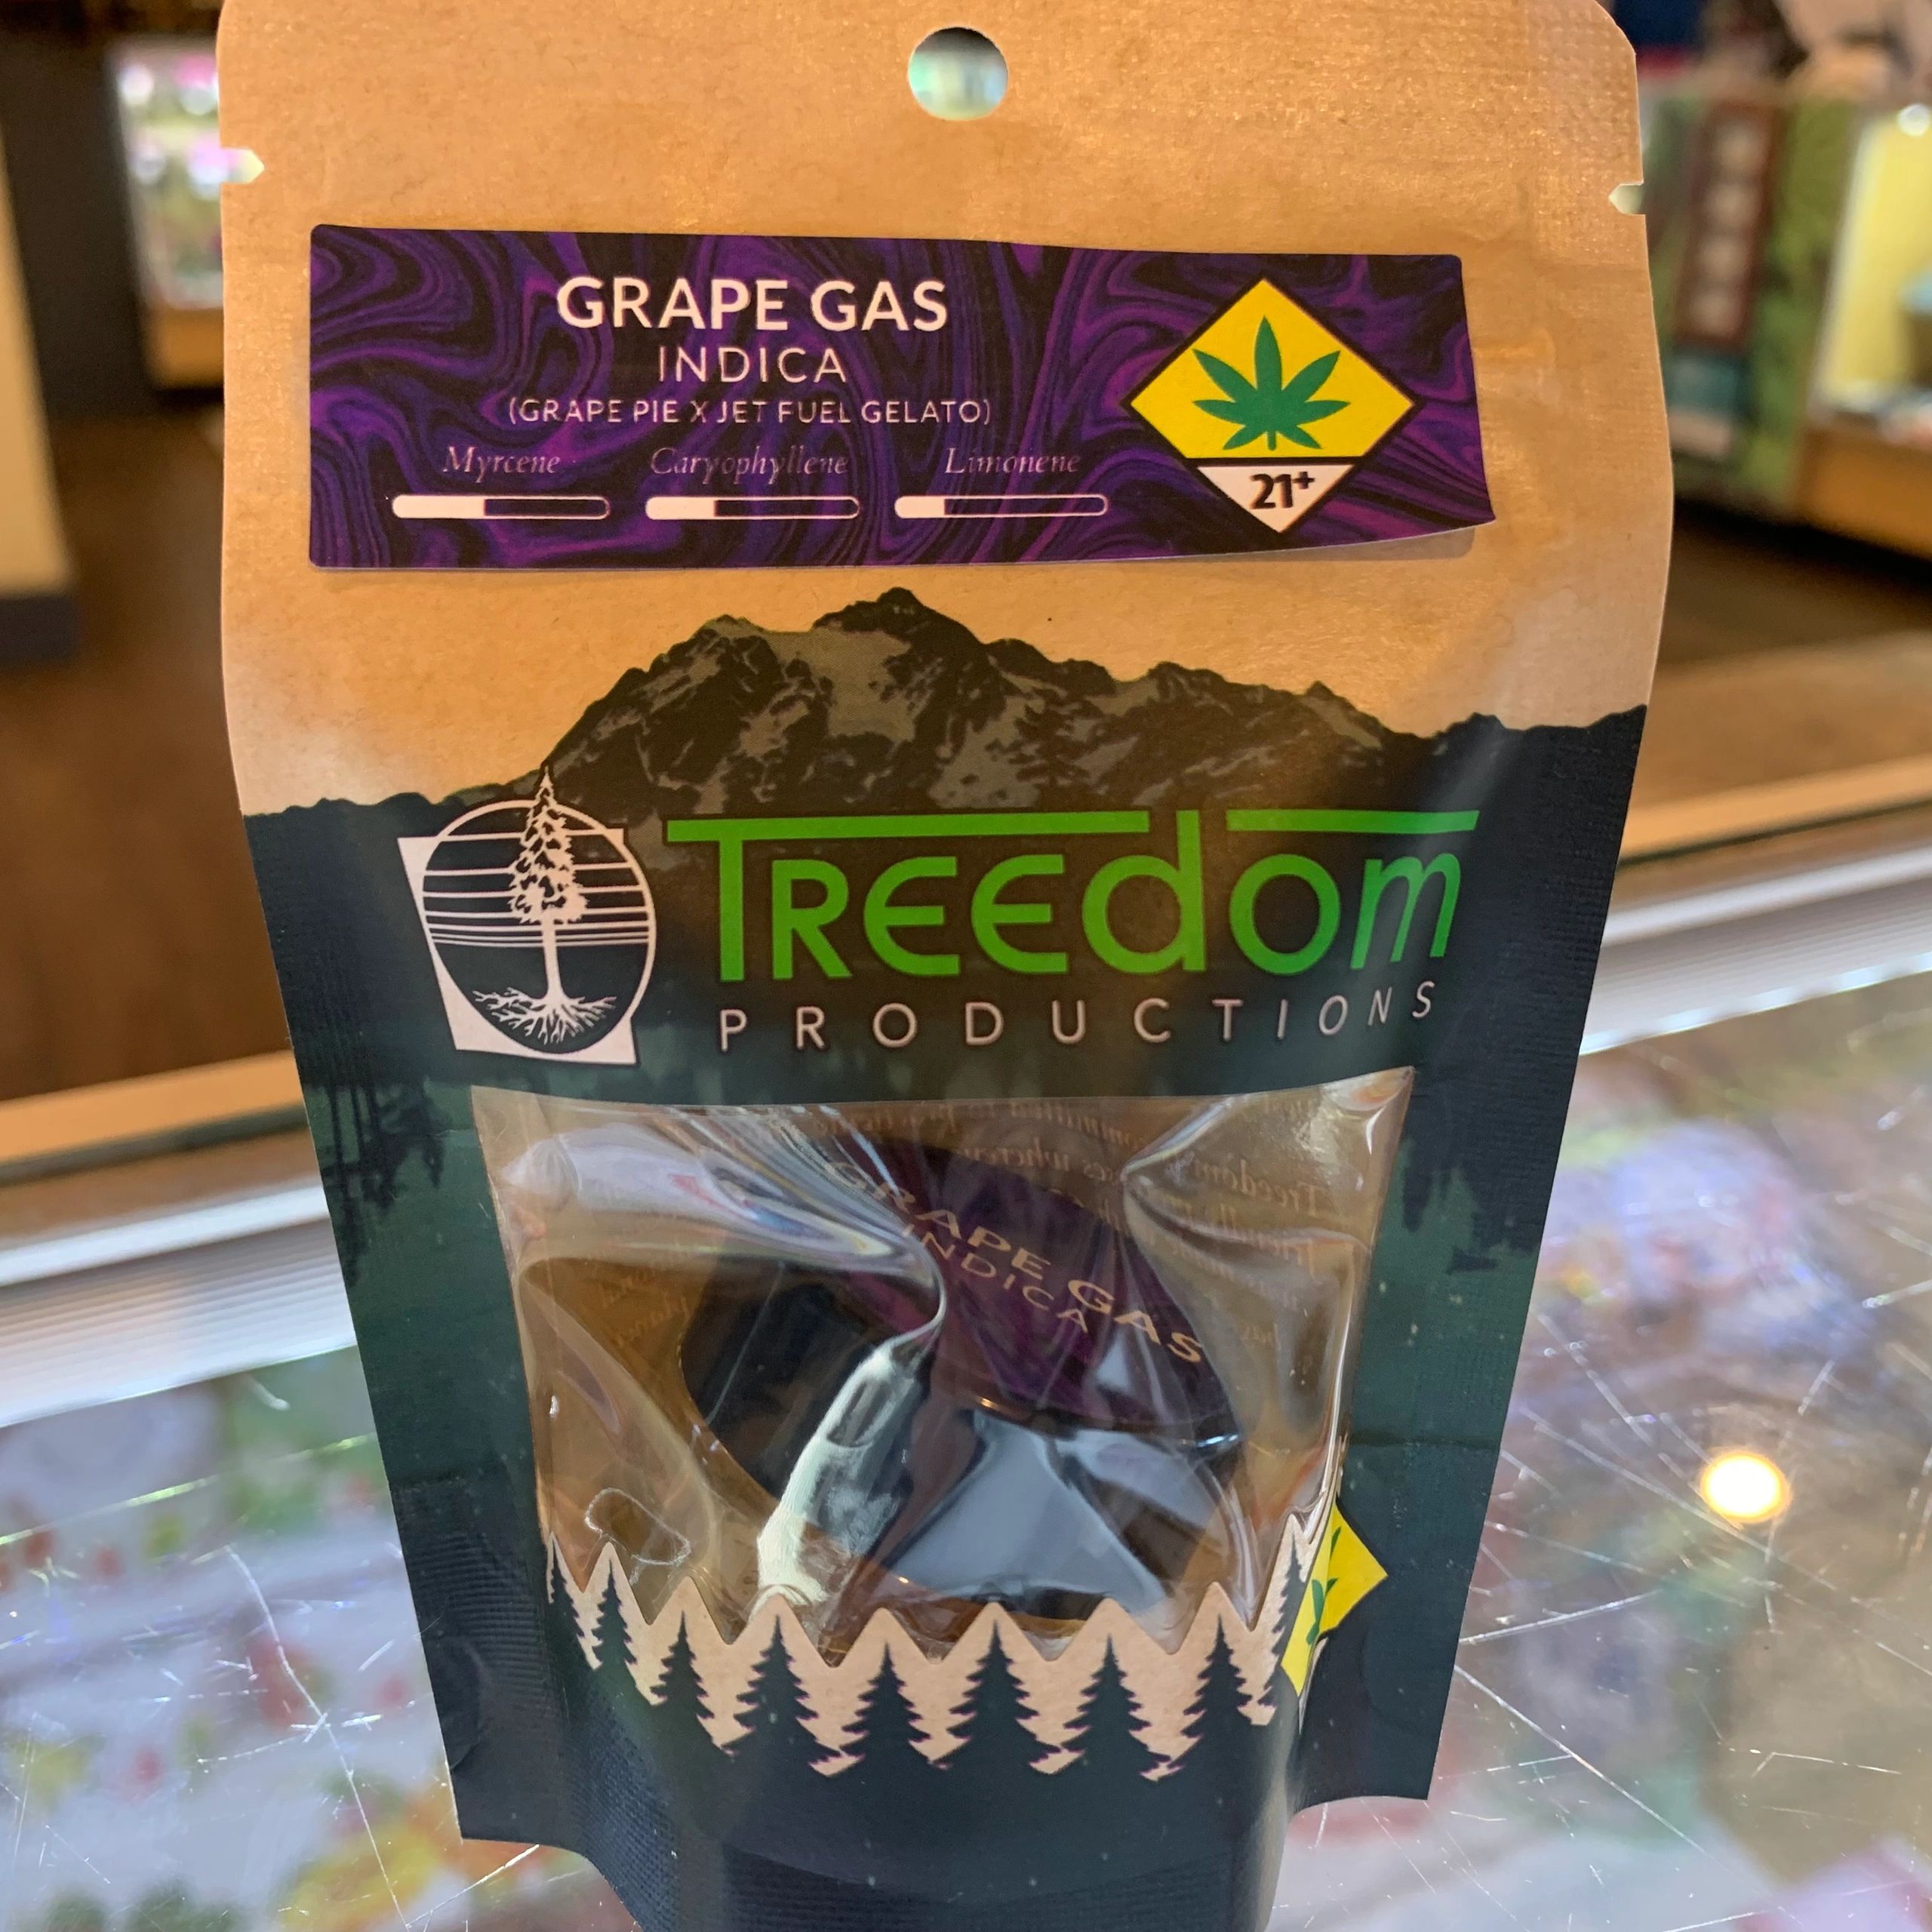 GRAPE GAS
INDICA
(GRAPE PIE X JET FUEL GELATO)
Myrcene Caryophyllene Limonene
21+
TREEDOM
PRODUCTIONS
GRAPE GAS
INDICA